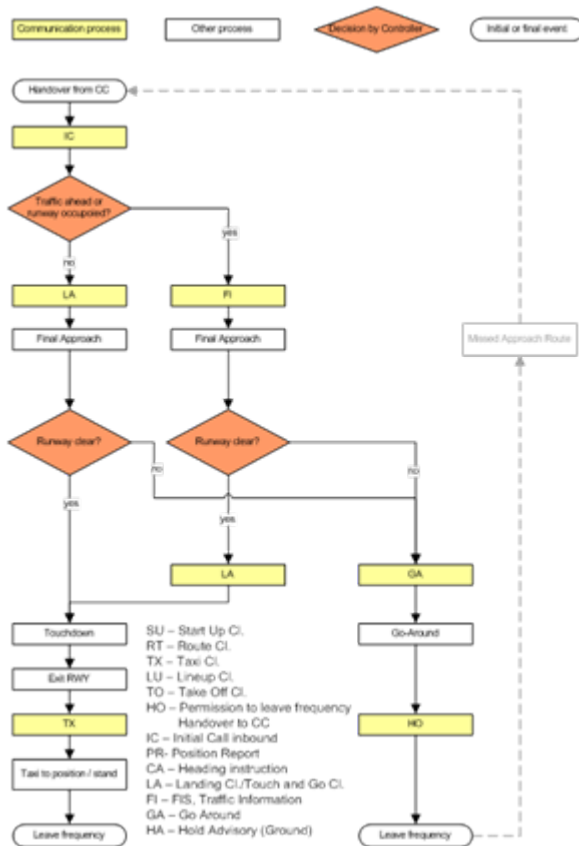 Communication process
Other process
Decision by Controller
Initial or final event
Handover from CC
IC
Traffic ahead or
runway occupoied?
yes
no
LA
FI
Final Approach
Final Approach
Missed Approach Route
Runway clear?
Runway clear?
no
no
yes
yes
LA
GA
Touchdown
Go-Around
Exit RWY
TX
HO
Taxi to position / stand
Leave frequency
Leave frequency
SU – Start Up Cl.
RT – Route Cl.
TX – Taxi Cl.
LU – Lineup Cl.
TO – Take Off Cl.
HO – Permission to leave frequency
Handover to CC
IC – Initial Call inbound
PR- Position Report
CA – Heading instruction
LA – Landing Cl./Touch and Go Cl.
FI – FIS, Traffic Information
GA – Go Around
HA – Hold Advisory (Ground)